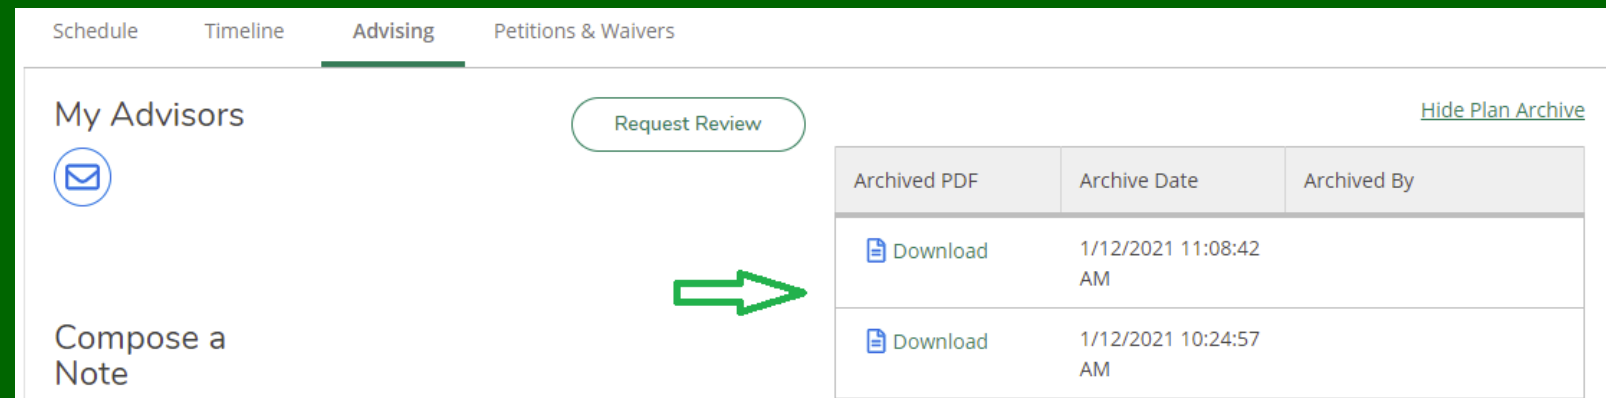 Schedule Timeline Advising Petitions & Waivers
My Advisors
Request Review
Hide Plan Archive
Archived PDF Archive Date Archived By
Download 1/12/2021 11:08:42
AM
Download 1/12/2021 10:24:57
AM
Compose a
Note